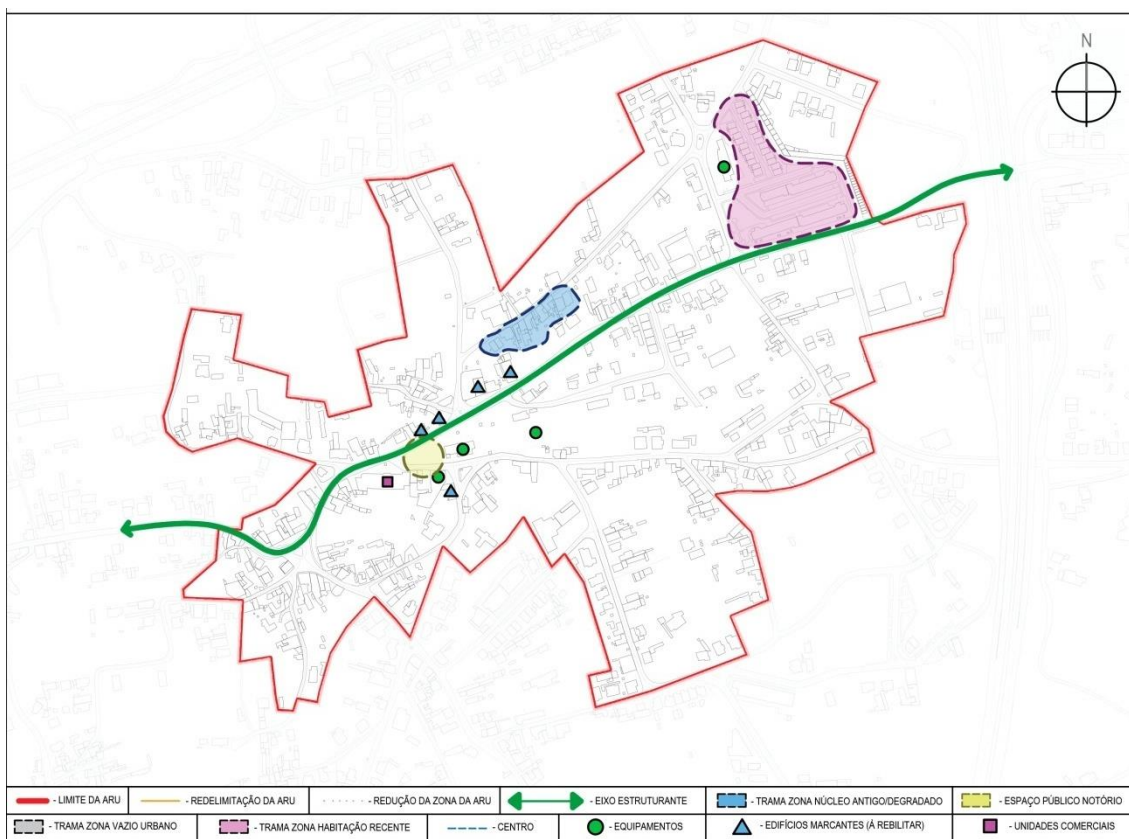 N
- LIMITE DA ARU - REDELIMITAÇÃO DA ARU - REDUÇÃO DA ZONA DA ARU - EIXO ESTRUTURANTE - TRAMA ZONA NÚCLEO ANTIGO/DEGRADADO - ESPAÇO PÚBLICO NOTÓRIO
- TRAMA ZONA VAZIO URBANO - TRAMA ZONA HABITAÇÃO RECENTE - CENTRO - EQUIPAMENTOS - EDIFÍCIOS MARCANTES (Á REBILITAR) - UNIDADES COMERCIAIS